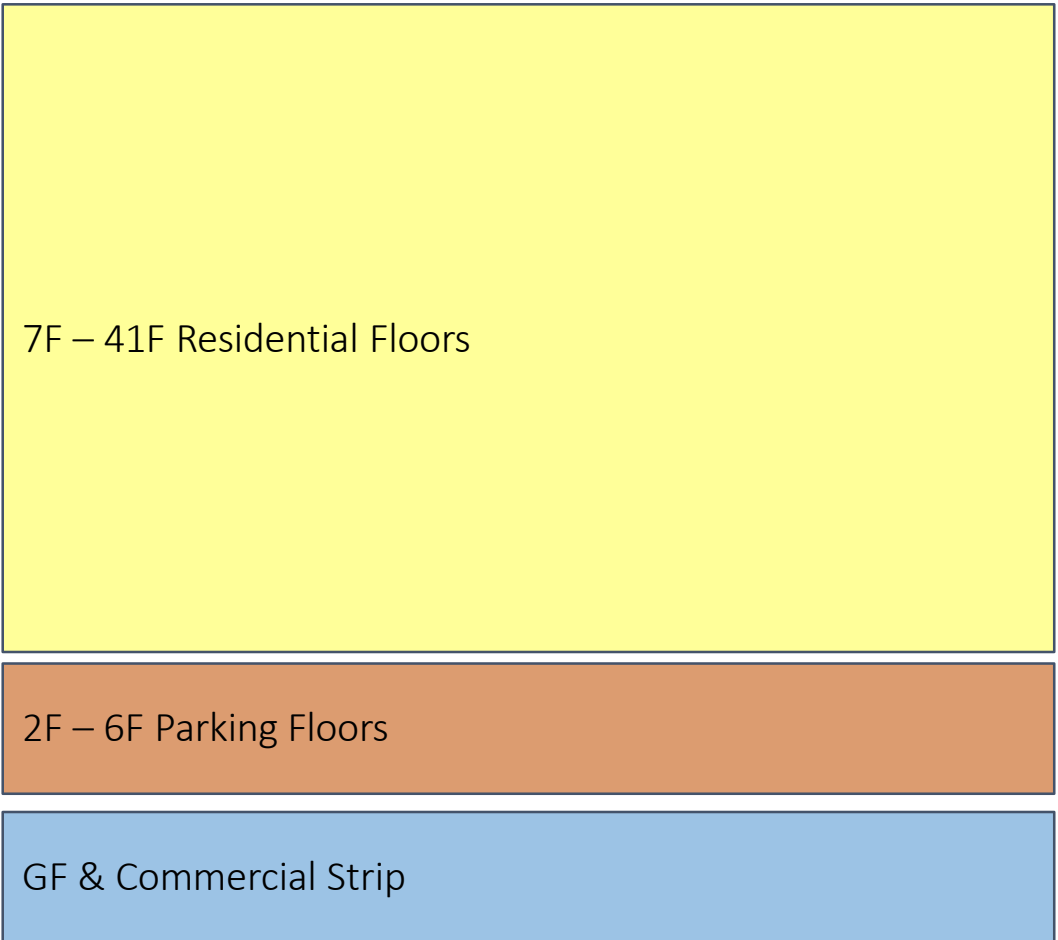 7F – 41F Residential Floors
2F – 6F Parking Floors
GF & Commercial Strip